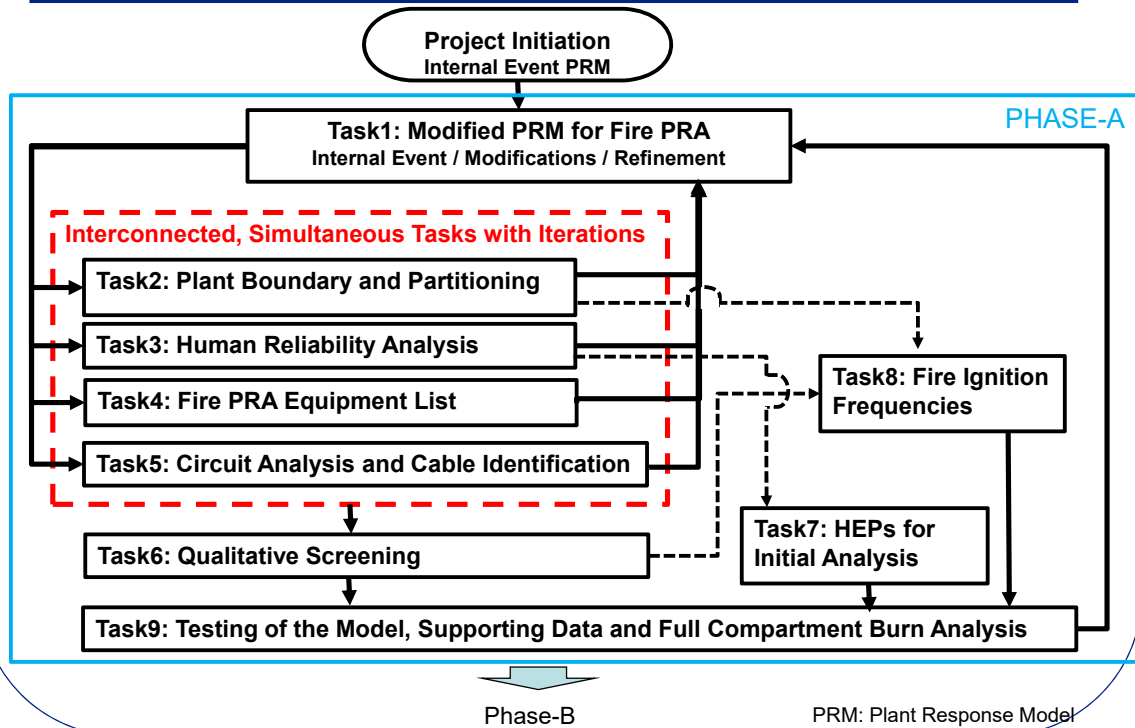 Project Initiation
Internal Event PRM
PHASE-A
Task1: Modified PRM for Fire PRA
Internal Event / Modifications / Refinement
Interconnected, Simultaneous Tasks with Iterations
Task2: Plant Boundary and Partitioning
Task3: Human Reliability Analysis
Task4: Fire PRA Equipment List
Task5: Circuit Analysis and Cable Identification
Task8: Fire Ignition
Frequencies
Task6: Qualitative Screening
Task7: HEPs for
Initial Analysis
Task9: Testing of the Model, Supporting Data and Full Compartment Burn Analysis
Phase-B
PRM: Plant Response Model